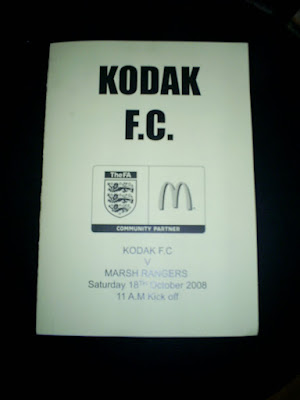 KODAK
F.C.
TheFA
COMMUNITY PARTNER
KODAK F.C
V
MARSH RANGERS
Saturday 18TH October 2008
11 A.M Kick off